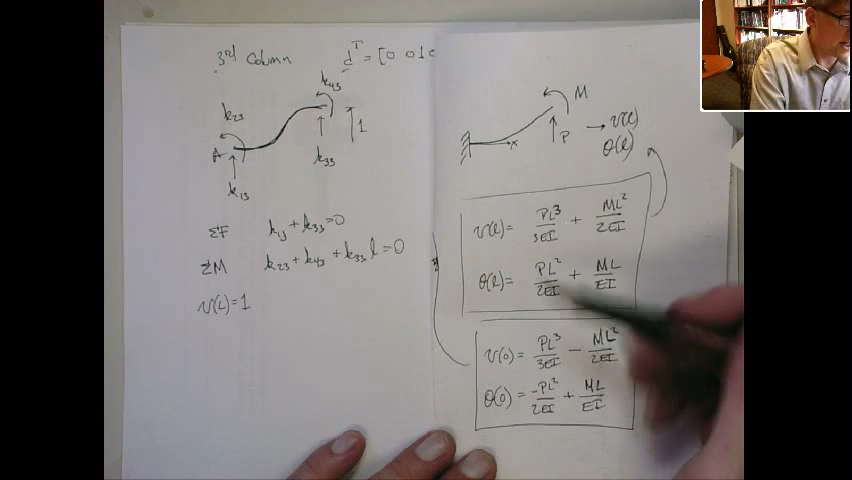 3rd Column
dᵀ = [0 0 1 0
k₄₃
k₂₃
1
A
k₃₃
k₁₃
ΣF k₁₃ + k₃₃ = 0
ΣM k₂₃ + k₄₃ + k₃₃ l = 0
v(L) = 1
M
x
P
→ v(l)
θ(l)
v(l) = PL³/3EI + ML²/2EI
θ(l) = PL²/2EI + ML/EI
v(0) = PL³/3EI − ML²/2EI
θ(0) = -PL²/2EI + ML/EI